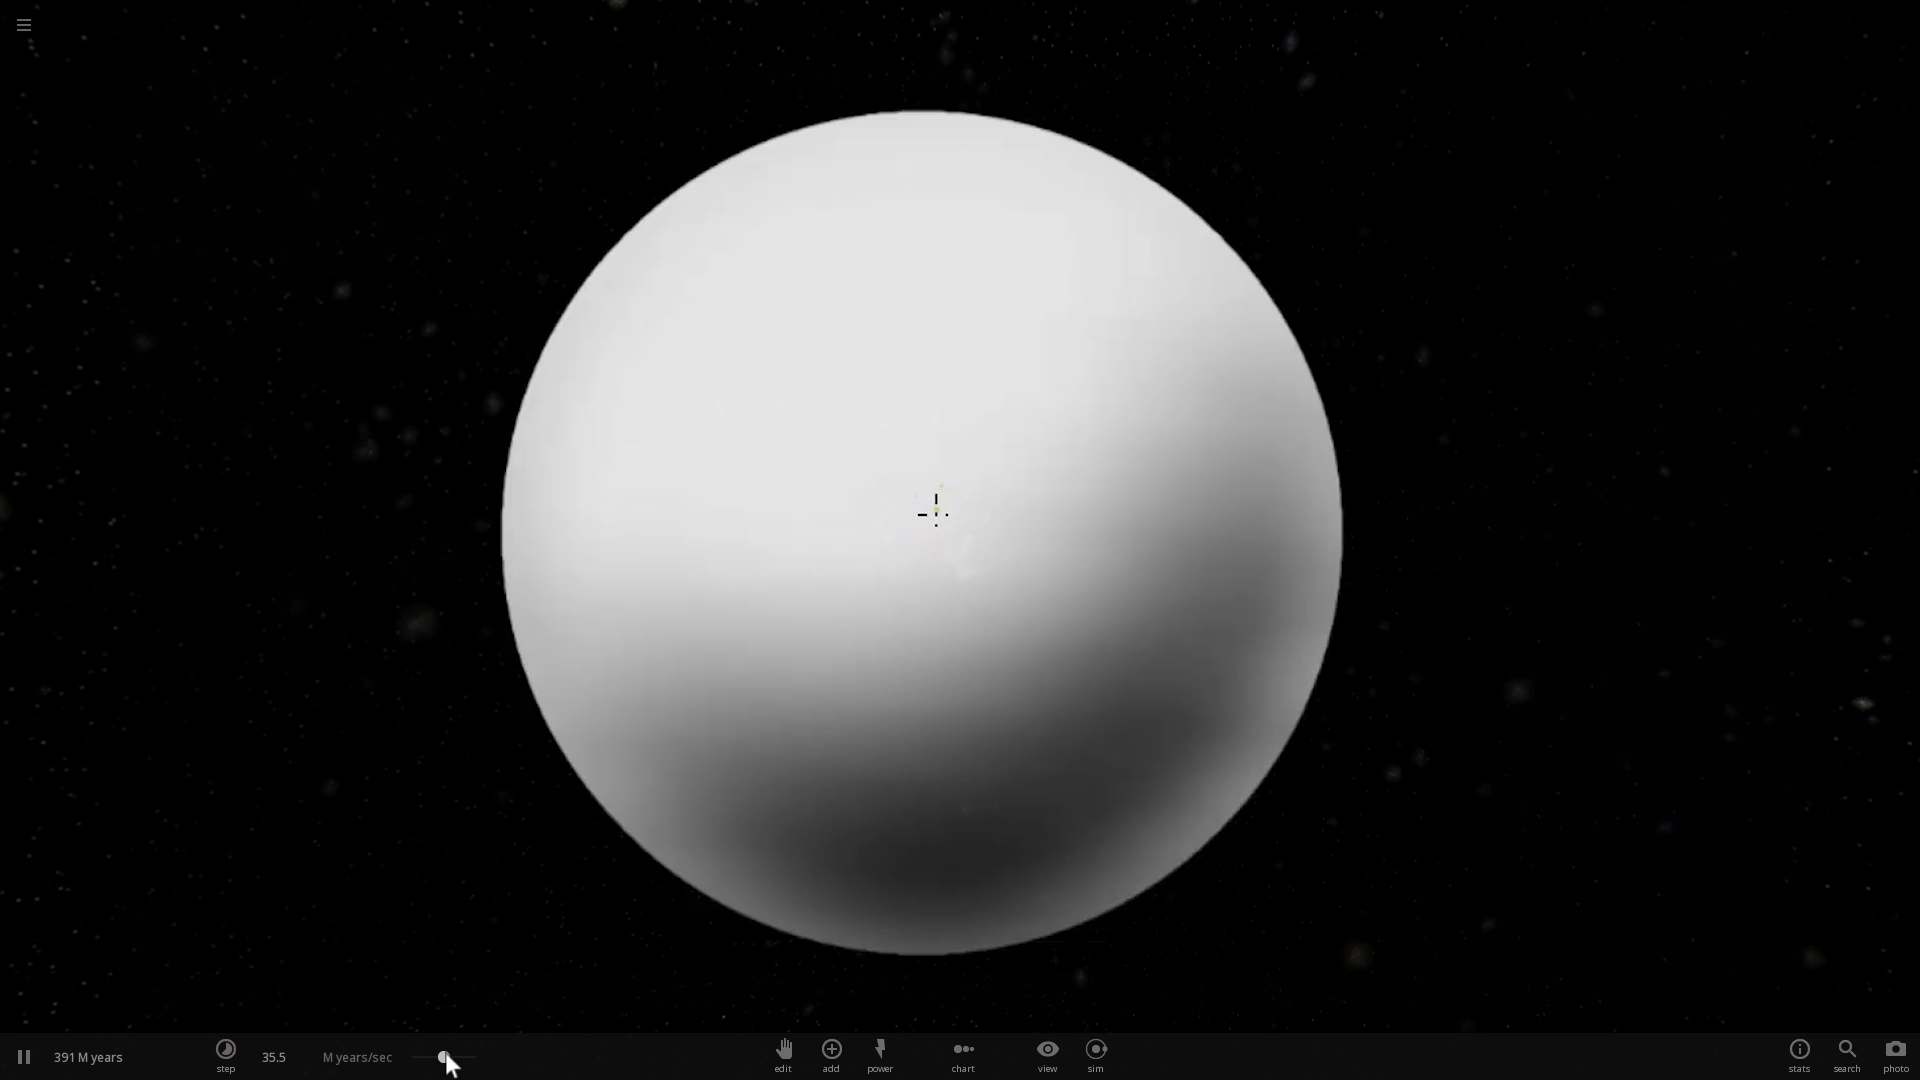 391 M years
step
35.5
M years/sec
edit
add
power
chart
view
sim
stats
search
photo